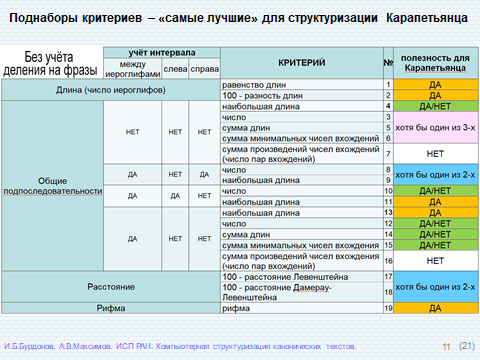 Поднаборы критериев – «самые лучшие» для структуризации Карапетьянца
Без учёта
деления на фразы
учёт интервала
между
иероглифами
слева
справа
КРИТЕРИЙ
№
полезность для
Карапетьянца
Длина (число иероглифов)
равенство длин 1 ДА
100 - разность длин 2 ДА
Общие
подпоследовательности
НЕТ НЕТ НЕТ
наибольшая длина 4 ДА/НЕТ
число 3
сумма длин 5 хотя бы один из 3-х
сумма минимальных чисел вхождений 6
сумма произведений чисел вхождений
(число пар вхождений) 7 НЕТ
ДА НЕТ ДА
число 8
наибольшая длина 9
хотя бы один из 2-х
ДА ДА НЕТ
число 10 ДА/НЕТ
наибольшая длина 11 ДА
ДА НЕТ НЕТ
наибольшая длина 13 ДА
число 12 ДА/НЕТ
сумма длин 14 ДА/НЕТ
сумма минимальных чисел вхождения 15 ДА/НЕТ
сумма произведений чисел вхождения
(число пар вхождений) 16 НЕТ
Расстояние
100 - расстояние Левенштейна 17
100 - расстояние Дамерау-
Левенштейна 18
хотя бы один из 2-х
Рифма рифма 19 ДА
И.Б.Бурдонов, А.В.Максимов. ИСП РАН. Компьютерная структуризация канонических текстов.
11 (21)